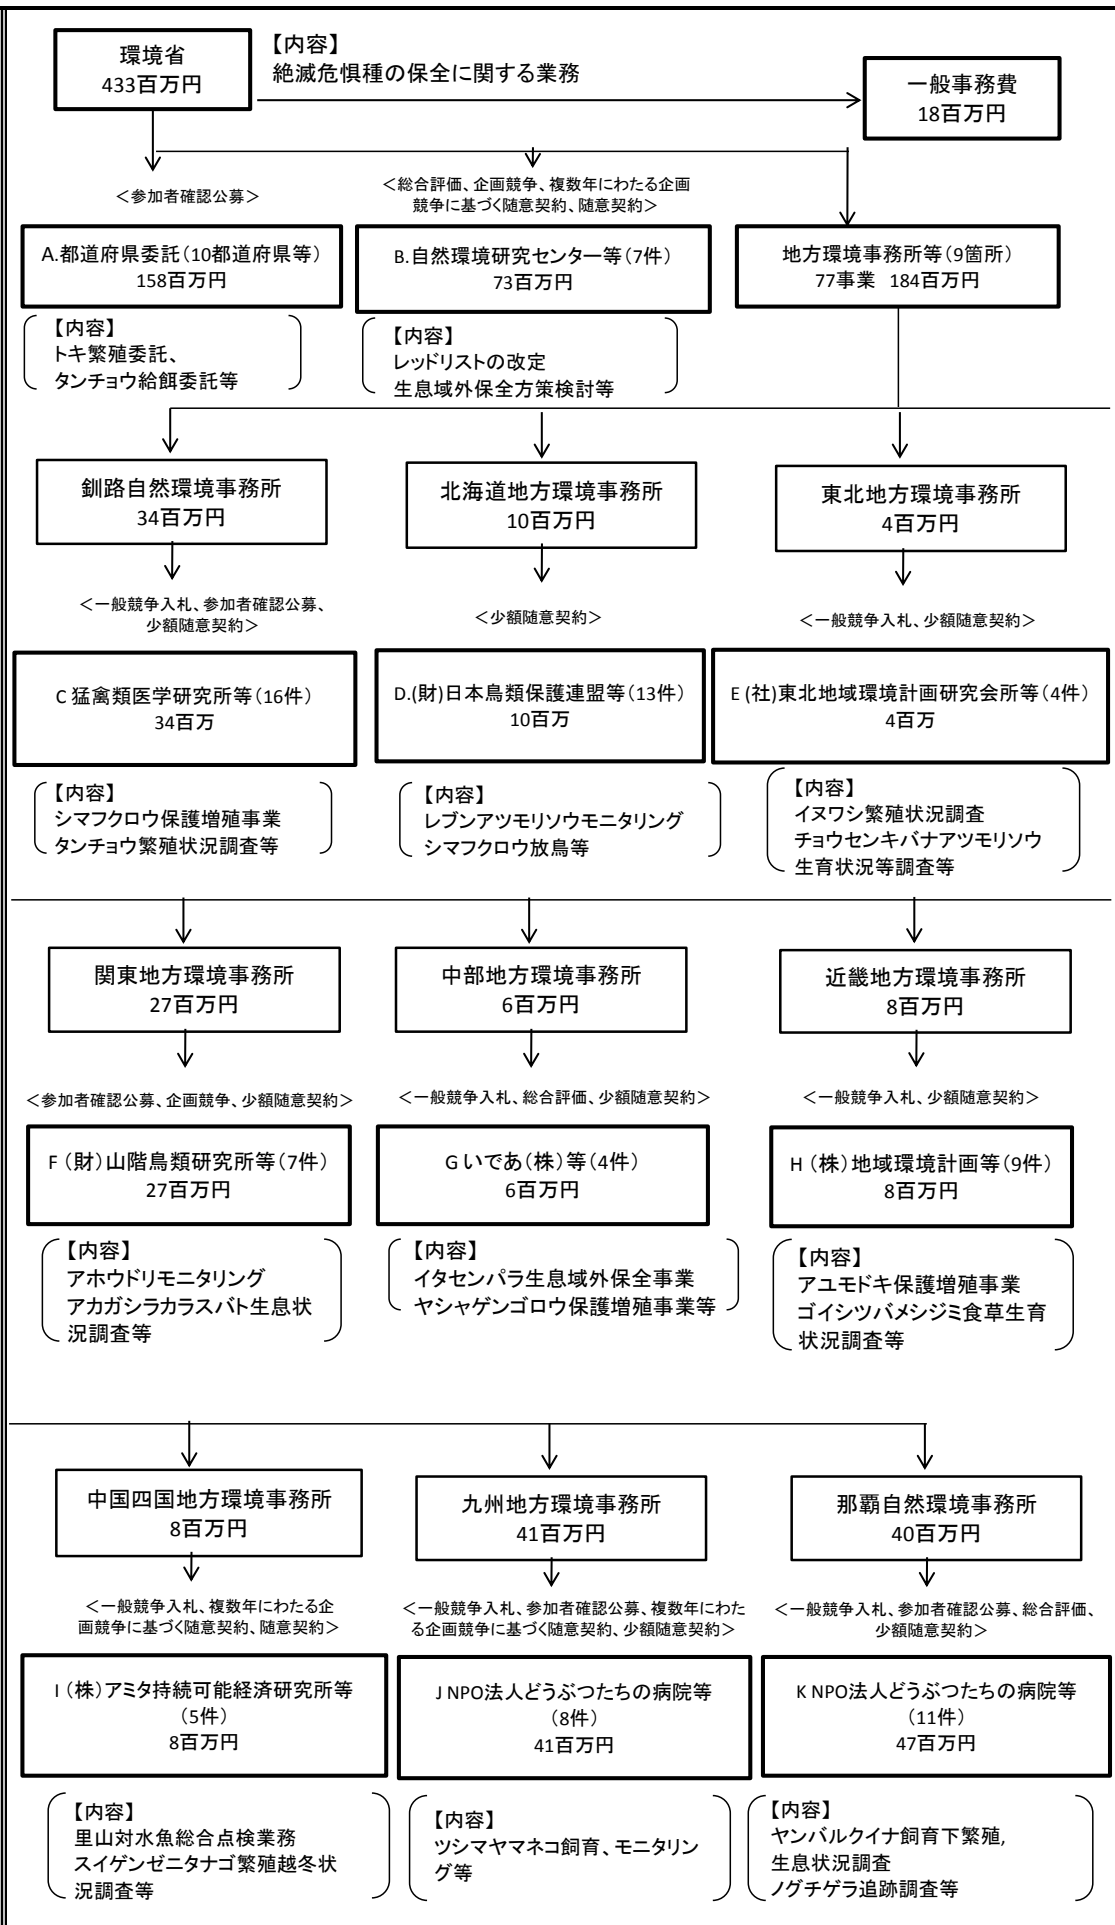 環境省
433百万円
【内容】
絶滅危惧種の保全に関する業務
一般事務費
18百万円
＜参加者確認公募＞
＜総合評価、企画競争、複数年にわたる企画
競争に基づく随意契約、随意契約＞
A.都道府県委託（10都道府県等）
158百万円
B.自然環境研究センター等（7件）
73百万円
地方環境事務所等（9箇所）
77事業 184百万円
【内容】
トキ繁殖委託、
タンチョウ給餌委託等
【内容】
レッドリストの改定
生息域外保全方策検討等
釧路自然環境事務所
34百万円
北海道地方環境事務所
10百万円
東北地方環境事務所
4百万円
＜一般競争入札、参加者確認公募、
少額随意契約＞
＜少額随意契約＞
＜一般競争入札、少額随意契約＞
C 猛禽類医学研究所等（16件）
34百万
D.(財)日本鳥類保護連盟等（13件）
10百万
E (社)東北地域環境計画研究会所等（4件）
4百万
【内容】
シマフクロウ保護増殖事業
タンチョウ繁殖状況調査等
【内容】
レブンアツモリソウモニタリング
シマフクロウ放鳥等
【内容】
イヌワシ繁殖状況調査
チョウセンキバナアツモリソウ
生育状況等調査等
関東地方環境事務所
27百万円
中部地方環境事務所
6百万円
近畿地方環境事務所
8百万円
＜参加者確認公募、企画競争、少額随意契約＞
＜一般競争入札、総合評価、少額随意契約＞
＜一般競争入札、少額随意契約＞
F （財）山階鳥類研究所等（7件）
27百万円
G いであ（株）等（4件）
6百万円
H （株）地域環境計画等（9件）
8百万円
【内容】
アホウドリモニタリング
アカガシラカラスバト生息状
況調査等
【内容】
イタセンパラ生息域外保全事業
ヤシャゲンゴロウ保護増殖事業等
【内容】
アユモドキ保護増殖事業
ゴイシツバメシジミ食草生育
状況調査等
中国四国地方環境事務所
8百万円
九州地方環境事務所
41百万円
那覇自然環境事務所
40百万円
＜一般競争入札、複数年にわたる企
画競争に基づく随意契約、随意契約＞
＜一般競争入札、参加者確認公募、複数年にわた
る企画競争に基づく随意契約、少額随意契約＞
＜一般競争入札、参加者確認公募、総合評価、
少額随意契約＞
I （株）アミタ持続可能経済研究所等
（5件）
8百万円
J NPO法人どうぶつたちの病院等
（8件）
41百万円
K NPO法人どうぶつたちの病院等
（11件）
47百万円
【内容】
里山対水魚総合点検業務
スイゲンゼニタナゴ繁殖越冬状
況調査等
【内容】
ツシマヤマネコ飼育、モニタリン
グ等
【内容】
ヤンバルクイナ飼育下繁殖,
生息状況調査
ノグチゲラ追跡調査等